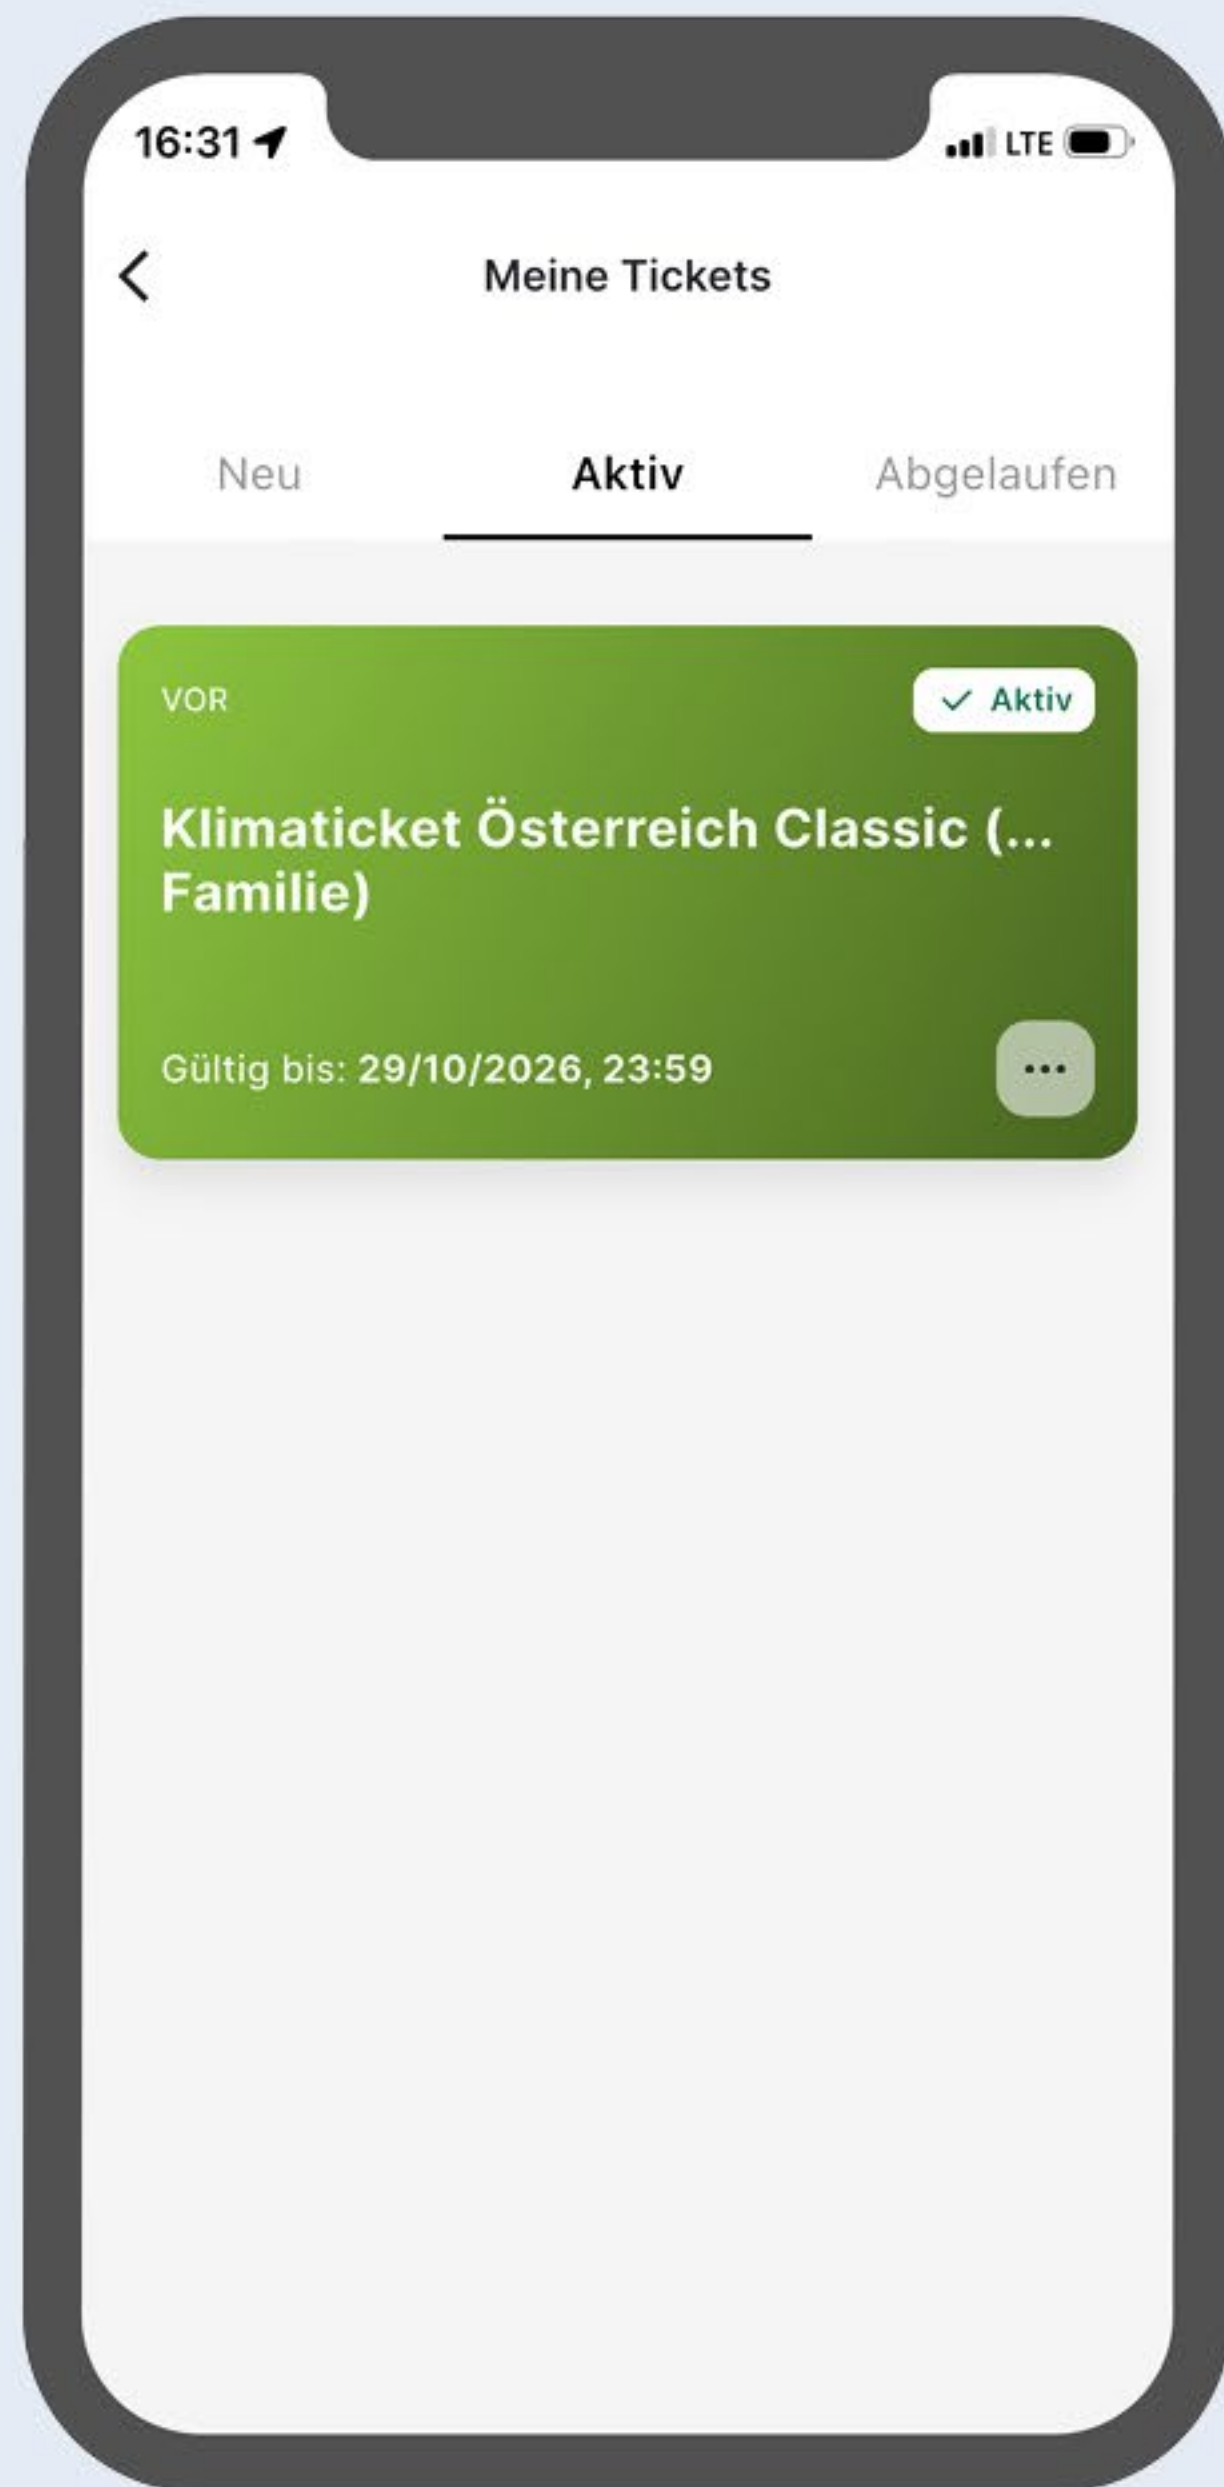 16:31
LTE
Meine Tickets
Neu
Aktiv
Abgelaufen
VOR
Aktiv
Klimaticket Österreich Classic (...
Familie)
Gültig bis: 29/10/2026, 23:59